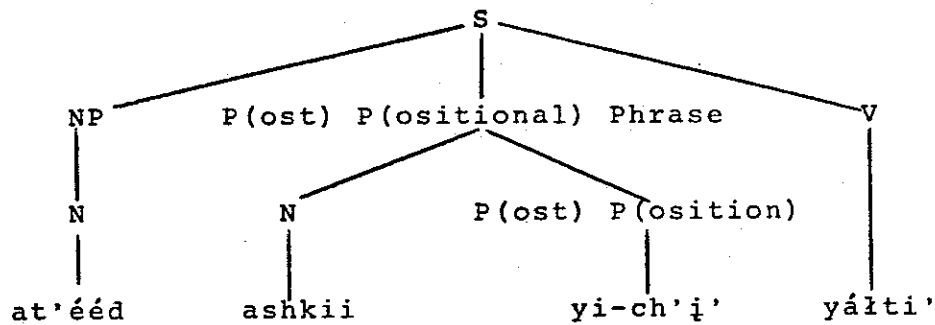 S
NP P(ost) P(ositional) Phrase V
N N P(ost) P(osition)
at'ééd ashkii yi-ch'į' yáłti'